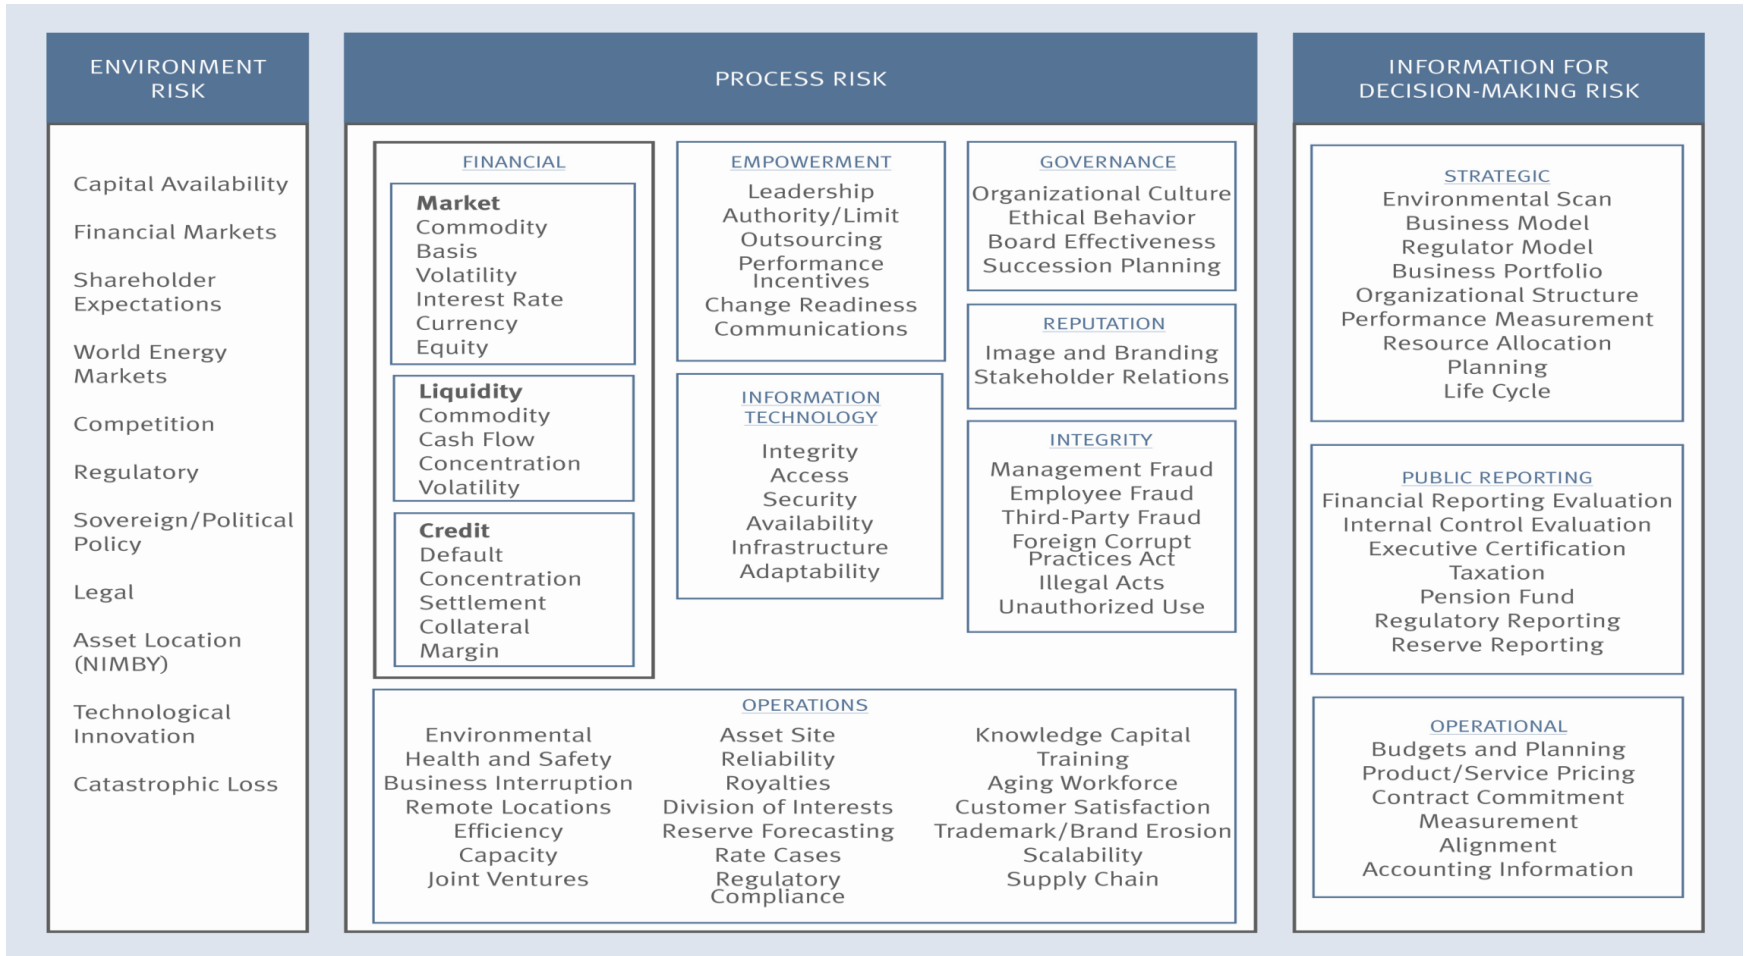 ENVIRONMENT
RISK
Capital Availability
Financial Markets
Shareholder
Expectations
World Energy
Markets
Competition
Regulatory
Sovereign/Political
Policy
Legal
Asset Location
(NIMBY)
Technological
Innovation
Catastrophic Loss
PROCESS RISK
FINANCIAL
Market
Commodity
Basis
Volatility
Interest Rate
Currency
Equity
Liquidity
Commodity
Cash Flow
Concentration
Volatility
Credit
Default
Concentration
Settlement
Collateral
Margin
EMPOWERMENT
Leadership
Authority/Limit
Outsourcing
Performance
Incentives
Change Readiness
Communications
INFORMATION
TECHNOLOGY
Integrity
Access
Security
Availability
Infrastructure
Adaptability
GOVERNANCE
Organizational Culture
Ethical Behavior
Board Effectiveness
Succession Planning
REPUTATION
Image and Branding
Stakeholder Relations
INTEGRITY
Management Fraud
Employee Fraud
Third-Party Fraud
Foreign Corrupt
Practices Act
Illegal Acts
Unauthorized Use
OPERATIONS
Environmental
Health and Safety
Business Interruption
Remote Locations
Efficiency
Capacity
Joint Ventures
Asset Site
Reliability
Royalties
Division of Interests
Reserve Forecasting
Rate Cases
Regulatory
Compliance
Knowledge Capital
Training
Aging Workforce
Customer Satisfaction
Trademark/Brand Erosion
Scalability
Supply Chain
INFORMATION FOR
DECISION-MAKING RISK
STRATEGIC
Environmental Scan
Business Model
Regulator Model
Business Portfolio
Organizational Structure
Performance Measurement
Resource Allocation
Planning
Life Cycle
PUBLIC REPORTING
Financial Reporting Evaluation
Internal Control Evaluation
Executive Certification
Taxation
Pension Fund
Regulatory Reporting
Reserve Reporting
OPERATIONAL
Budgets and Planning
Product/Service Pricing
Contract Commitment
Measurement
Alignment
Accounting Information